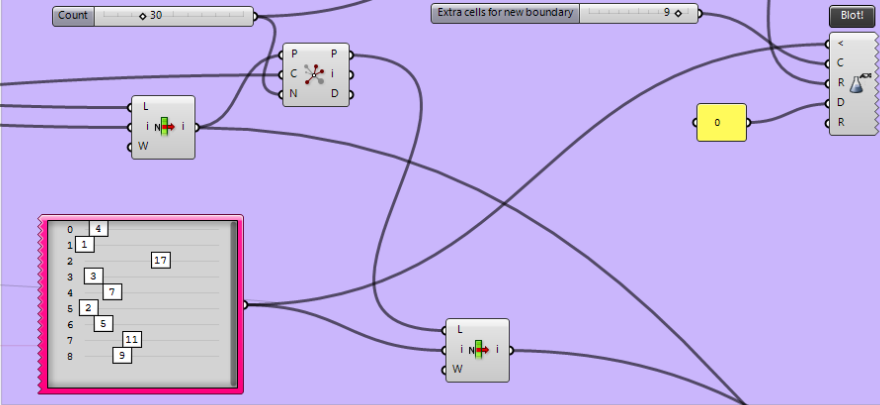 Count 30
Extra cells for new boundary 9
Blot!
P P
C i
N D
<
C
R
D
R
0
L
i N i
W
0 4
1 1
2 17
3 3
4 7
5 2
6 5
7 11
8 9
L
i N i
W